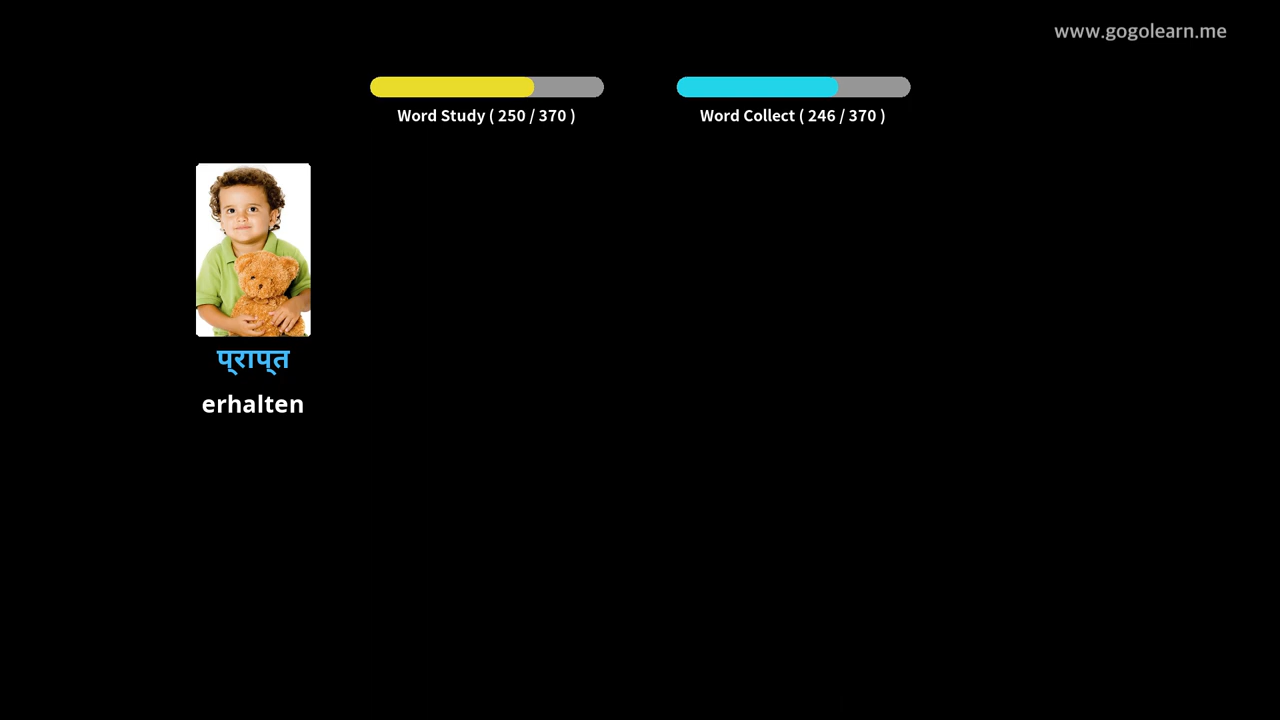 www.gogolearn.me
Word Study ( 250 / 370 )
Word Collect ( 246 / 370 )
प्राप्त
erhalten